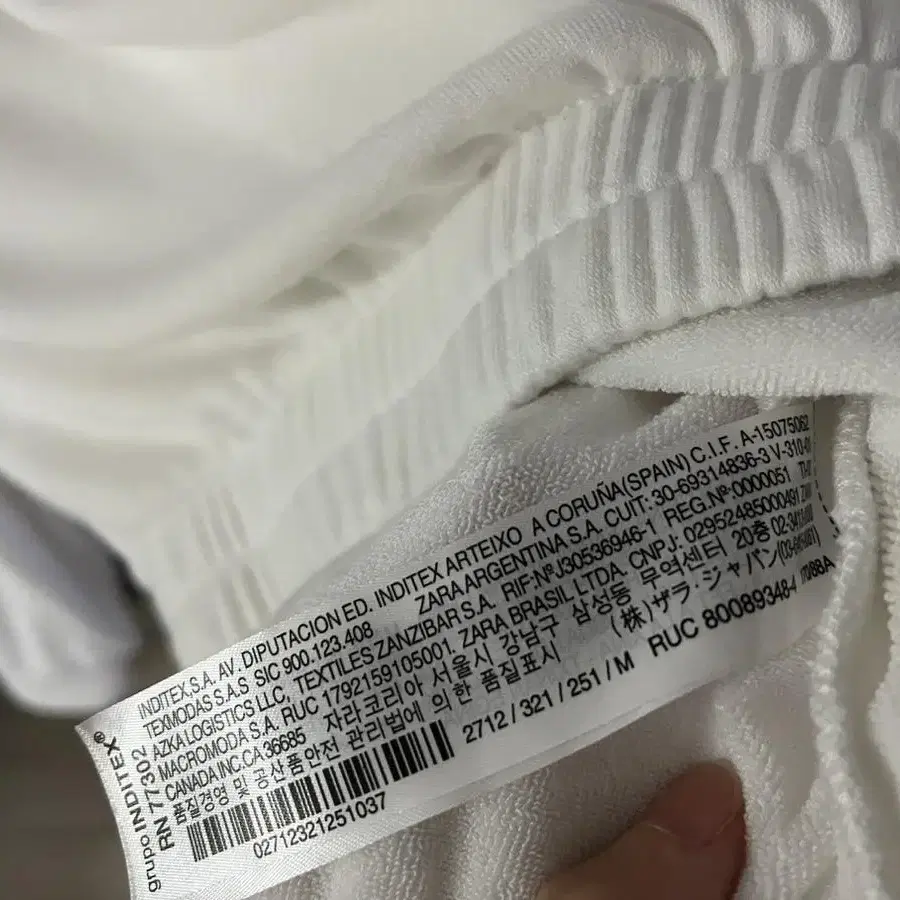 INDITEX,S.A. AV. DIPUTACION ED. INDITEX ARTEIXO A CORUÑA(SPAIN) C.I.F. A-15075062
TEXMODAS S.A.S SIC 900.123.408 ZARA ARGENTINA S.A. CUIT: 30-69314836-3 V-310-01
AZKALOGISTICS LLC, TEXTILES ZANZIBAR S.A. RIF-Nº J30536946-1 REG.Nº:0000051
MACROMODA S.A. RUC 1792159105001. ZARA BRASIL LTDA. CNPJ: 02952485000491
CANADA.INC.CA.36685 자라코리아 서울시 강남구 삼성동 무역센터 20층
품질경영 및 공산품안전 관리법에 의한 품질표시 (株)ザラ・ジャパン
02712321251037
2712 / 321 / 251 / M RUC 80089348-
grupo INDITEX®
RN 77302